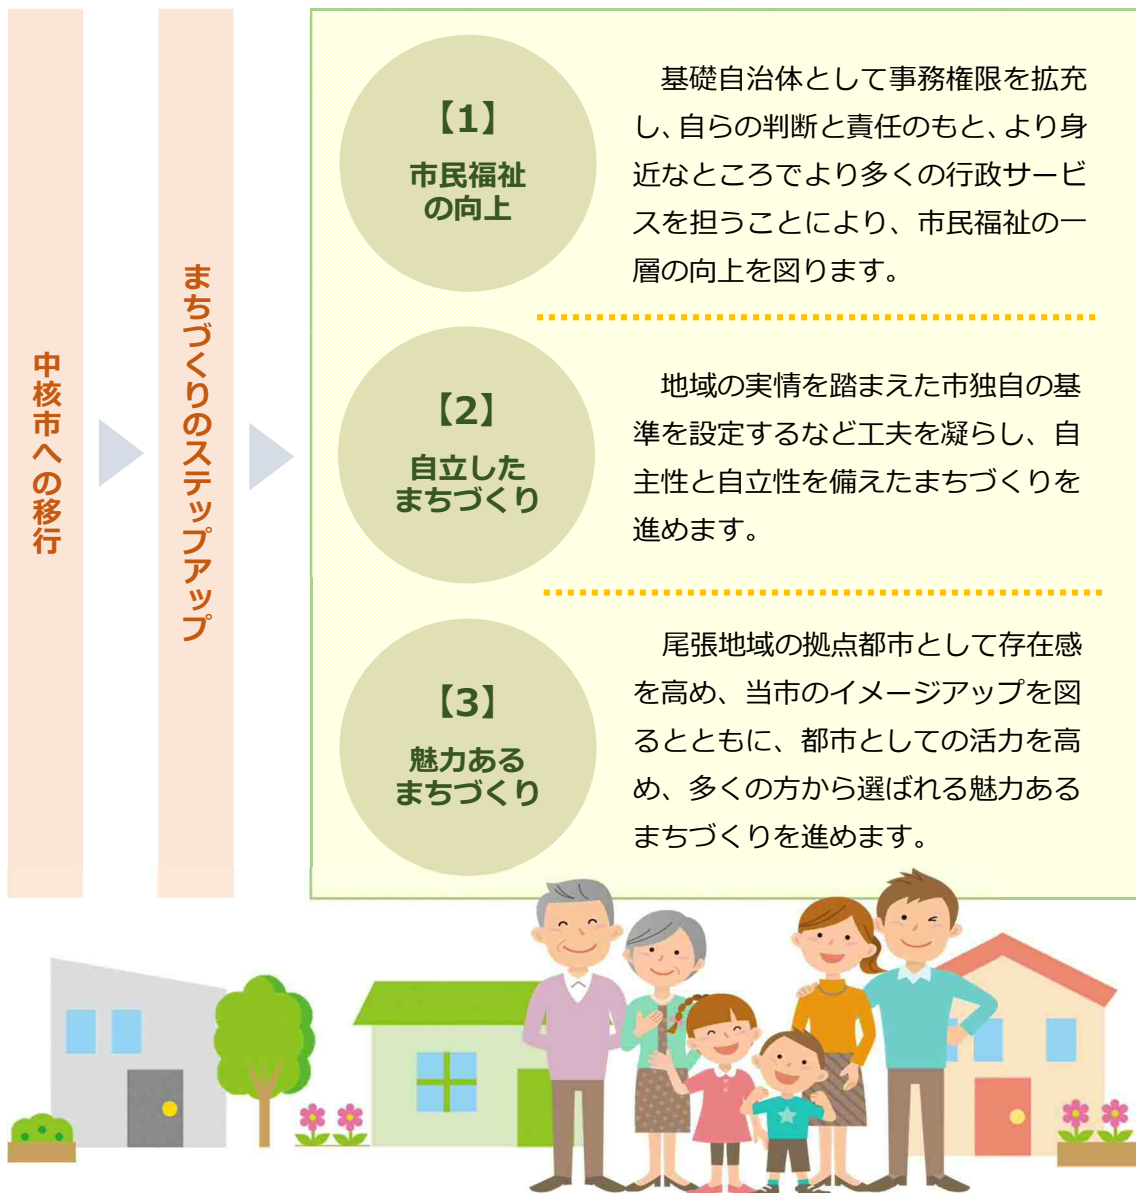 中核市への移行
まちづくりのステップアップ
【1】
市民福祉
の向上
　基礎自治体として事務権限を拡充
し、自らの判断と責任のもと、より身
近なところでより多くの行政サービ
スを担うことにより、市民福祉の一
層の向上を図ります。
【2】
自立した
まちづくり
　地域の実情を踏まえた市独自の基
準を設定するなど工夫を凝らし、自
主性と自立性を備えたまちづくりを
進めます。
【3】
魅力ある
まちづくり
　尾張地域の拠点都市として存在感
を高め、当市のイメージアップを図
るとともに、都市としての活力を高
め、多くの方から選ばれる魅力ある
まちづくりを進めます。